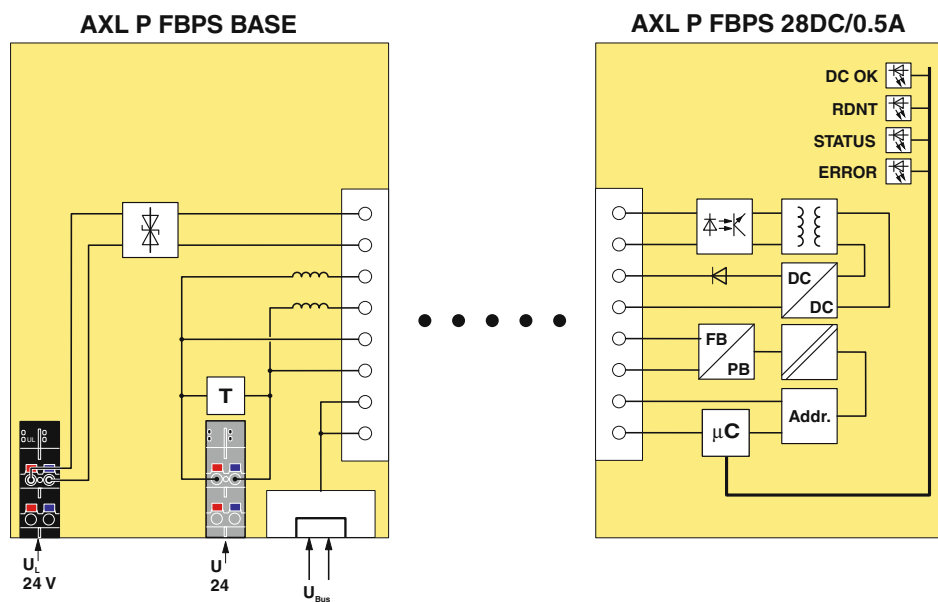 AXL P FBPS BASE
AXL P FBPS 28DC/0.5A
DC OK
RDNT
STATUS
ERROR
DC
DC
FB
PB
T
Addr.
µC
UL
UL
24 V
U
24
UBus